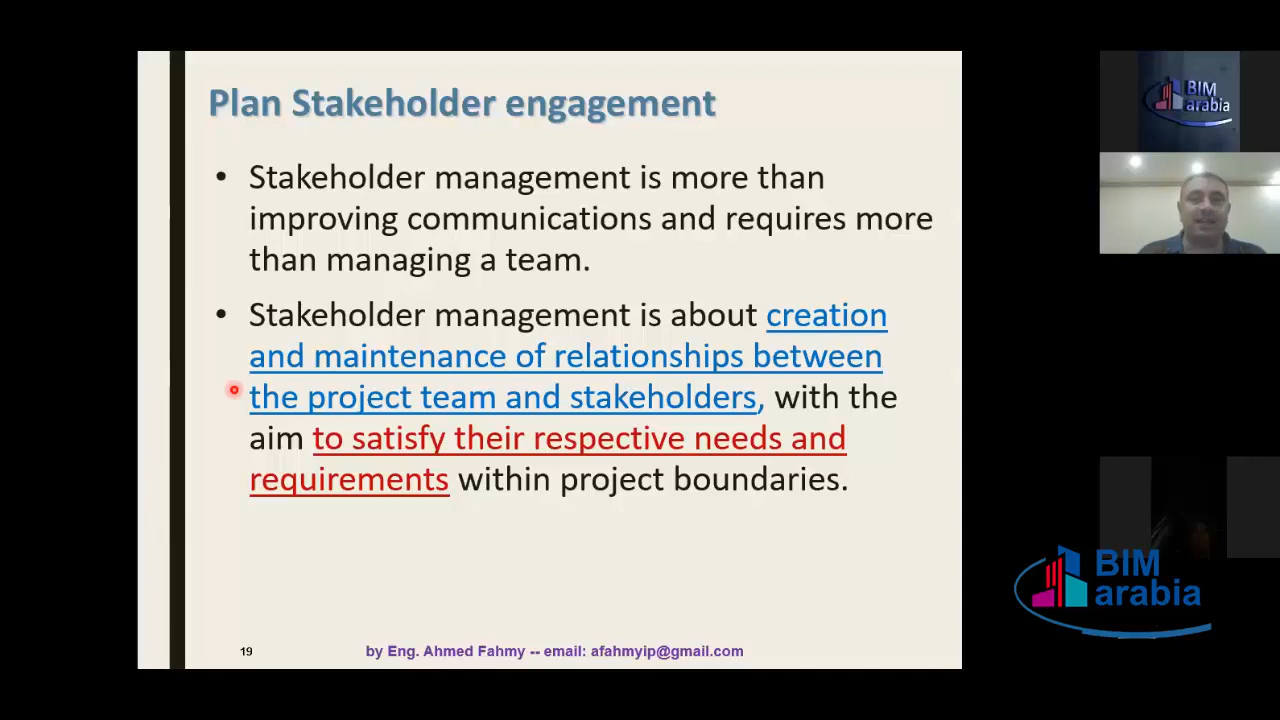 Plan Stakeholder engagement
• Stakeholder management is more than
improving communications and requires more
than managing a team.
• Stakeholder management is about creation
and maintenance of relationships between
the project team and stakeholders, with the
aim to satisfy their respective needs and
requirements within project boundaries.
19
by Eng. Ahmed Fahmy -- email: afahmyip@gmail.com
BIM
arabia
BIM
arabia